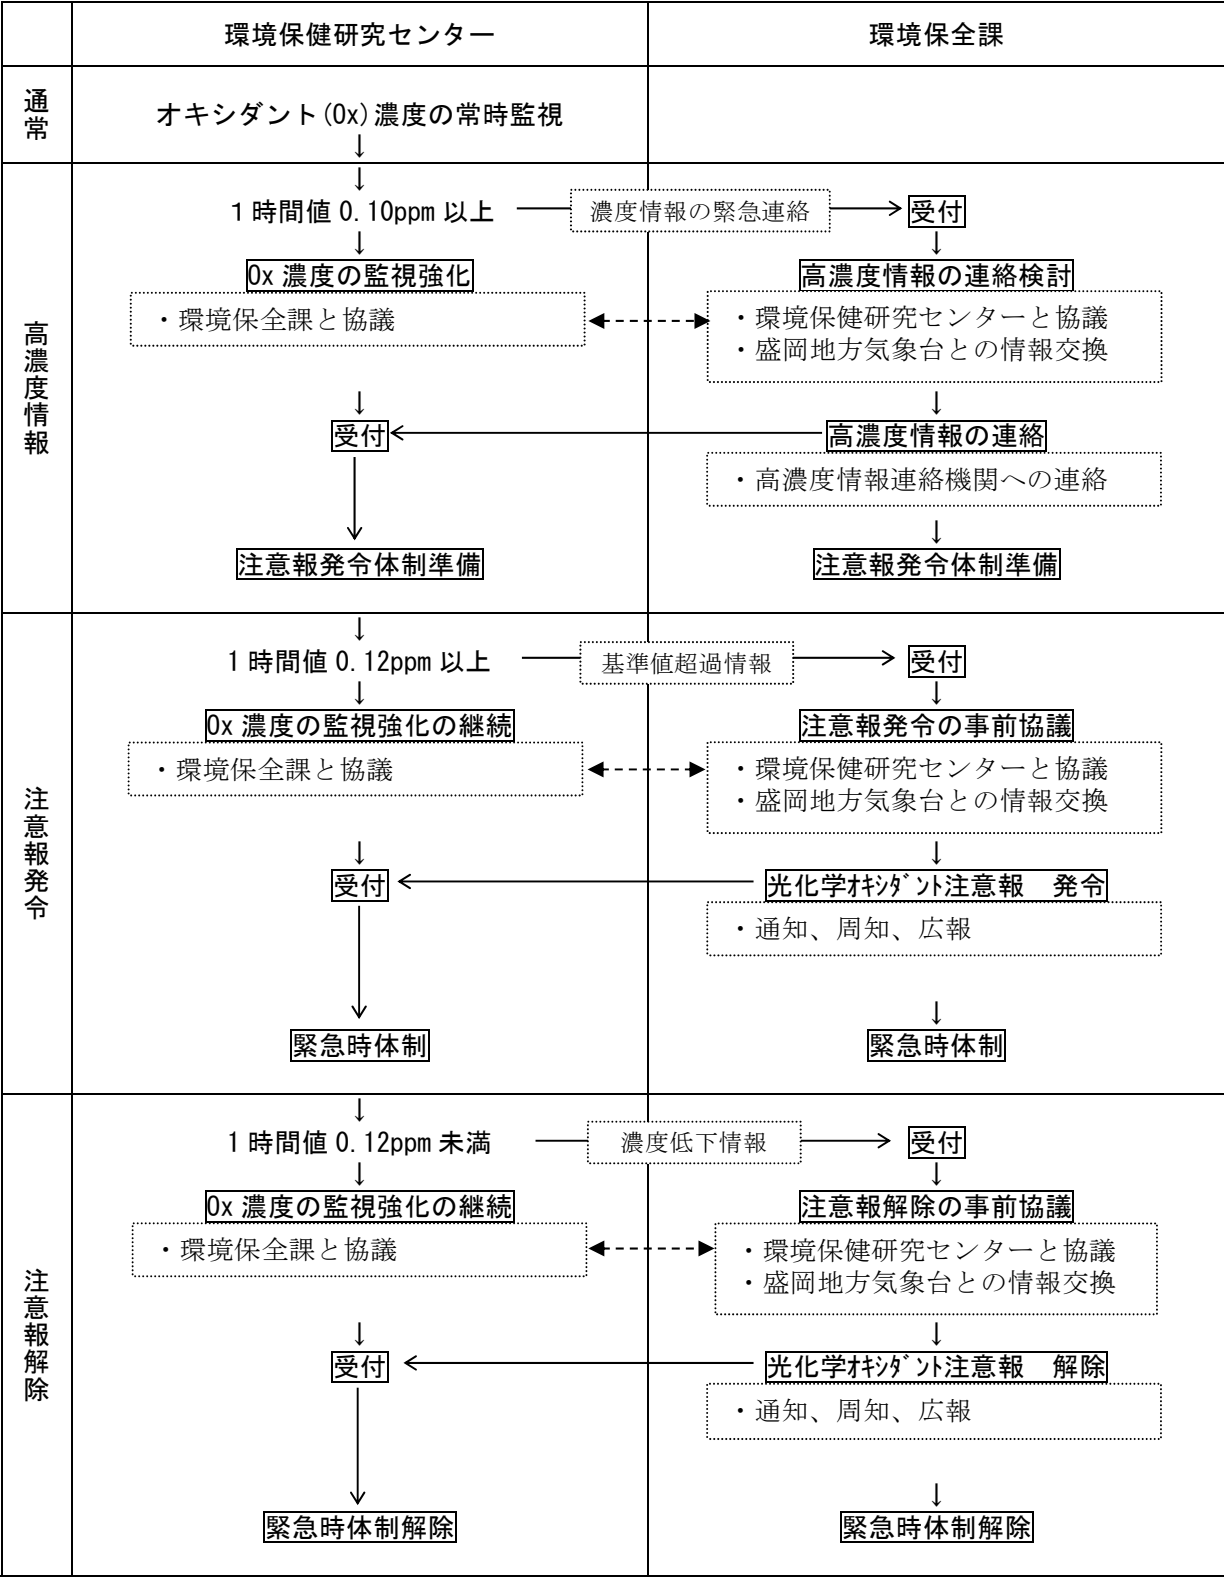 環境保健研究センター
環境保全課
通常
オキシダント(Ox)濃度の常時監視
↓
高濃度情報
↓
1時間値 0.10ppm 以上
濃度情報の緊急連絡
受付
↓
↓
Ox 濃度の監視強化
高濃度情報の連絡検討
・環境保全課と協議
・環境保健研究センターと協議
・盛岡地方気象台との情報交換
↓
↓
受付
高濃度情報の連絡
・高濃度情報連絡機関への連絡
↓
注意報発令体制準備
注意報発令体制準備
注意報発令
↓
1時間値 0.12ppm 以上
基準値超過情報
受付
↓
↓
Ox 濃度の監視強化の継続
注意報発令の事前協議
・環境保全課と協議
・環境保健研究センターと協議
・盛岡地方気象台との情報交換
↓
↓
受付
光化学ｵｷｼﾀﾞﾝﾄ注意報　発令
・通知、周知、広報
↓
緊急時体制
緊急時体制
注意報解除
↓
1時間値 0.12ppm 未満
濃度低下情報
受付
↓
↓
Ox 濃度の監視強化の継続
注意報解除の事前協議
・環境保全課と協議
・環境保健研究センターと協議
・盛岡地方気象台との情報交換
↓
↓
受付
光化学ｵｷｼﾀﾞﾝﾄ注意報　解除
・通知、周知、広報
↓
緊急時体制解除
緊急時体制解除